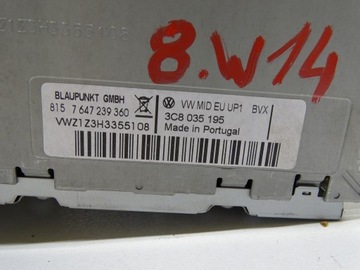 8.W14
BLAUPUNKT GMBH
815 7 647 239 360
VWZ1Z3H3355108
VW MID EU UP1 BVX
3C8 035 195
Made in Portugal